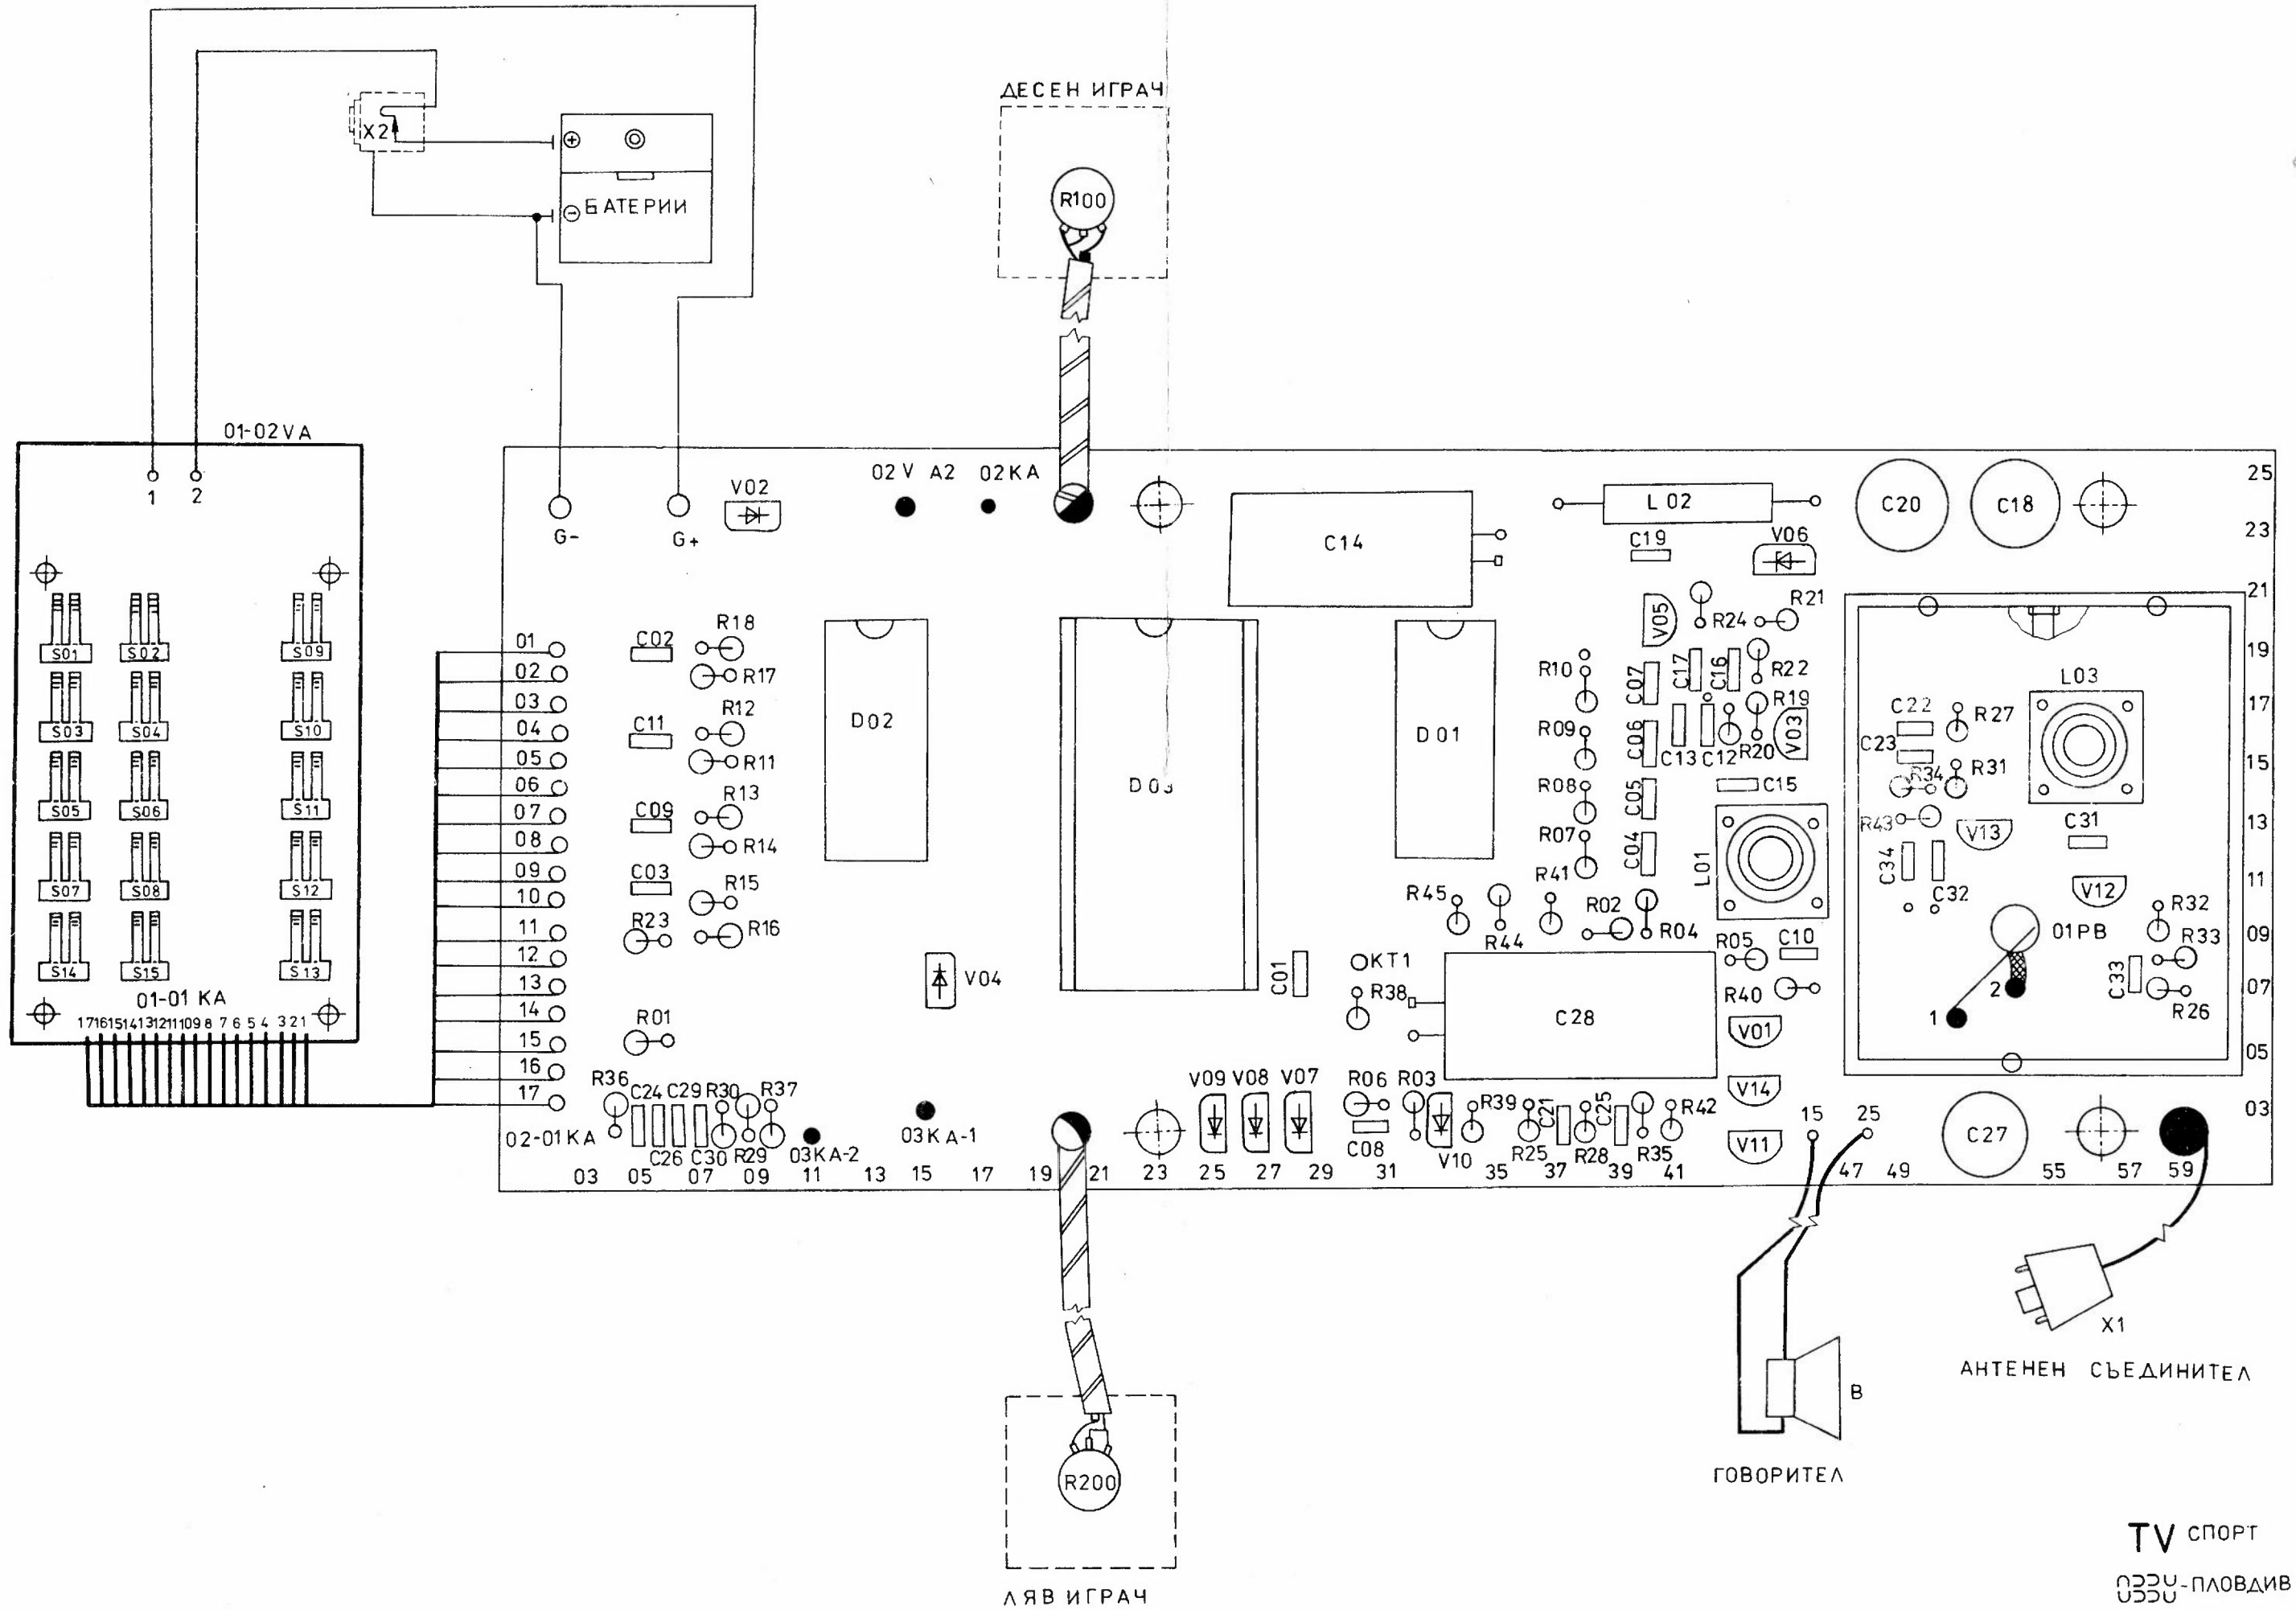 ДЕСЕН ИГРАЧ
X2
БАТЕРИИ
R100
01-02VA
1 2
G- G+
V02
02V A2 02KA
C14
L02
C19
V06
C20
C18
25
23
21
19
17
15
13
11
09
07
05
03
S01 S02 S09
S03 S04 S10
S05 S06 S11
S07 S08 S12
S14 S15 S13
01-01 KA
17 16 15 14 13 12 11 10 9 8 7 6 5 4 3 2 1
01
02
03
04
05
06
07
08
09
10
11
12
13
14
15
16
17
C02 R18
R17
C11 R12
R11
C09 R13
R14
C03 R15
R23 R16
R01
D02
V04
D03
D01
C01
KT1
R38
C28
V05
R24
R21
R10
C07
C17
C16
R22
R19
R09
C06
C13 C12 R20
V03
R08
C05
C15
R07
C04
L01
R41
R45
R44
R02
R04
R05
C10
R40
V01
V14
V11
L03
C22
R27
C23
R34
R31
R43
V13
C31
C34
C32
V12
01PB
R32
R33
C33
R26
2
1
R36 C24 C29 R30 R37
02-01KA
C26 C30 R29
03KA-2
03KA-1
V09 V08 V07
R06 R03
C08
V10
R39
R25
C21
R28
C25
R35
R42
15 25
C27
03 05 07 09 11 13 15 17 19 21 23 25 27 29 31 35 37 39 41 47 49 55 57 59
X1
АНТЕНЕН СЪЕДИНИТЕЛ
B
ГОВОРИТЕЛ
R200
ЛЯВ ИГРАЧ
TV СПОРТ
-ПЛОВДИВ